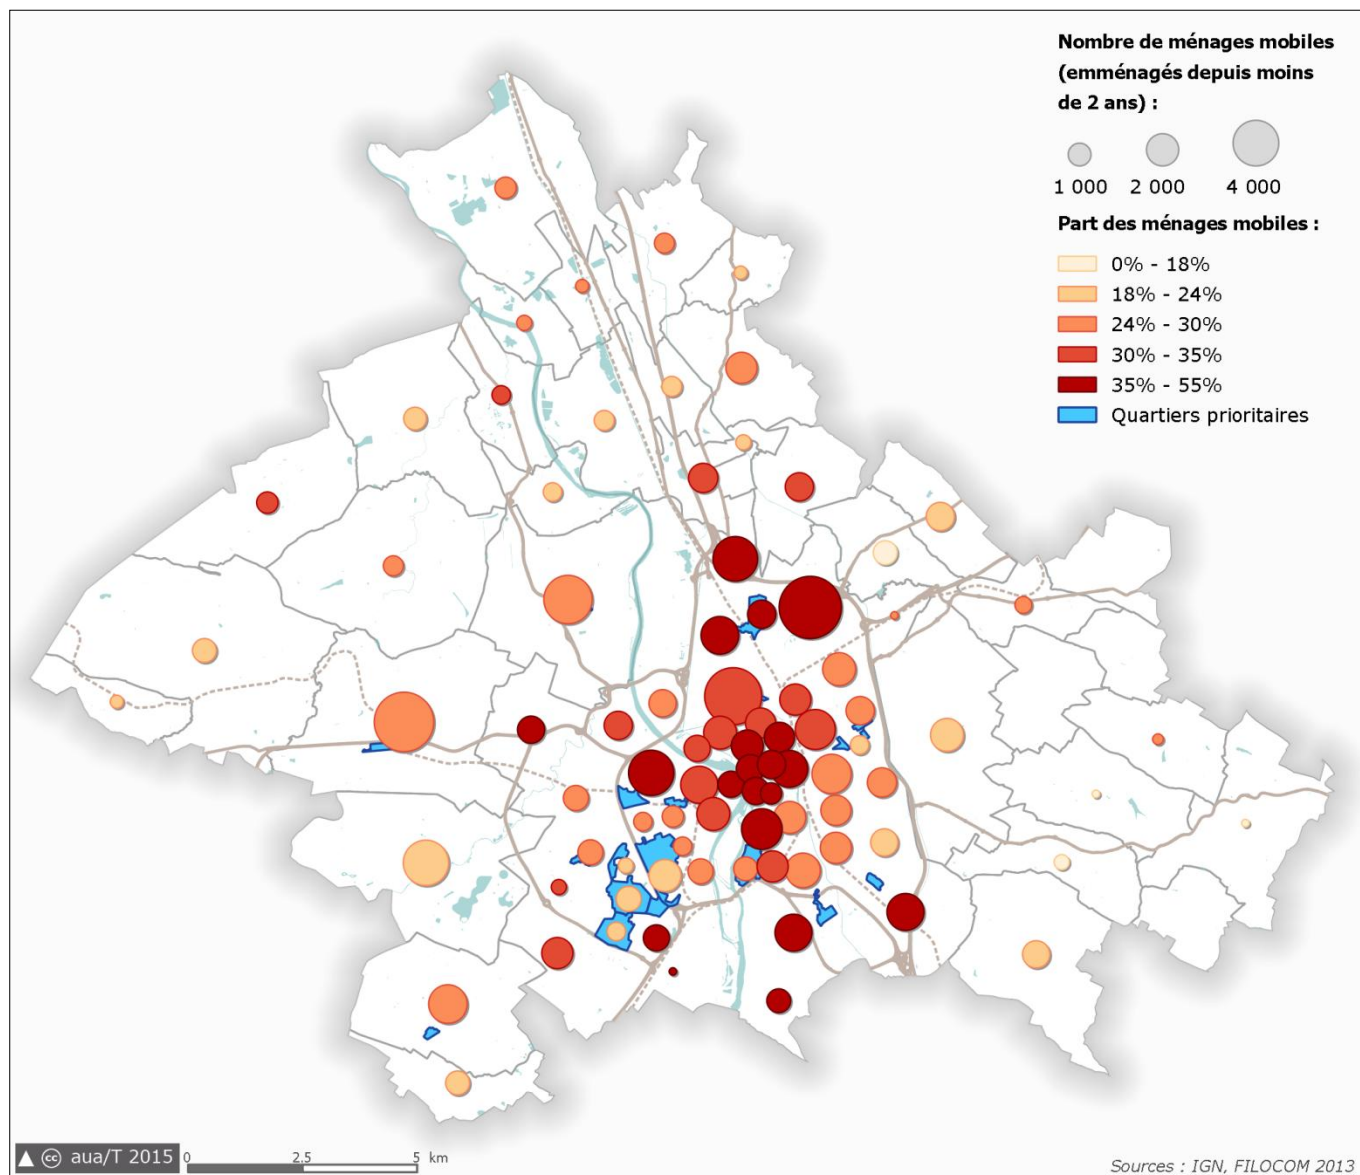 Nombre de ménages mobiles
(emménagés depuis moins
de 2 ans) :
1 000 2 000 4 000
Part des ménages mobiles :
0% - 18%
18% - 24%
24% - 30%
30% - 35%
35% - 55%
Quartiers prioritaires
cc aua/T 2015
0 2.5 5 km
Sources : IGN, FILOCOM 2013